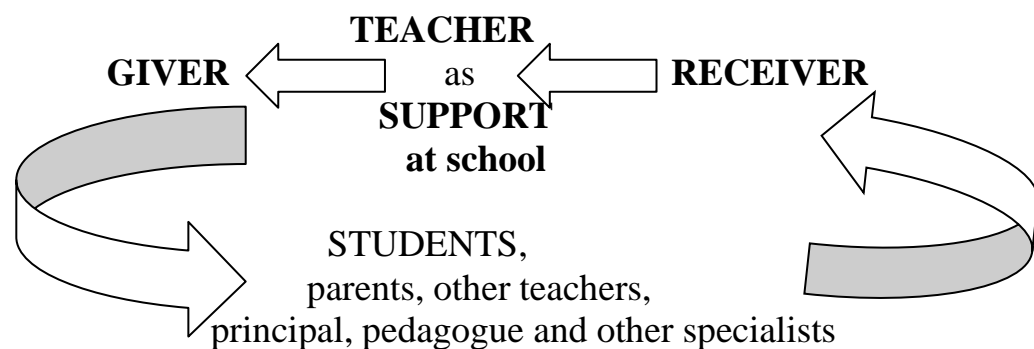 TEACHER
GIVER as RECEIVER
SUPPORT
at school
STUDENTS,
parents, other teachers,
principal, pedagogue and other specialists